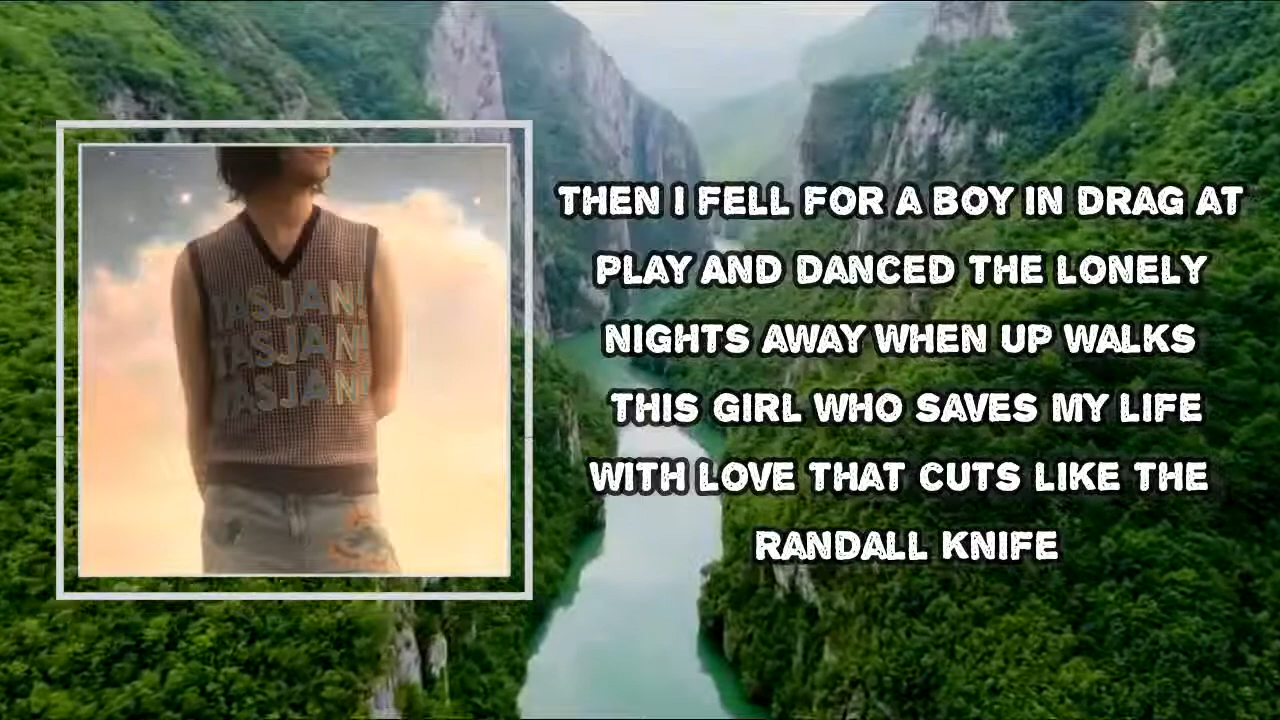 TASJAN!
TASJAN!
TASJAN!
THEN I FELL FOR A BOY IN DRAG AT
PLAY AND DANCED THE LONELY
NIGHTS AWAY WHEN UP WALKS
THIS GIRL WHO SAVES MY LIFE
WITH LOVE THAT CUTS LIKE THE
RANDALL KNIFE